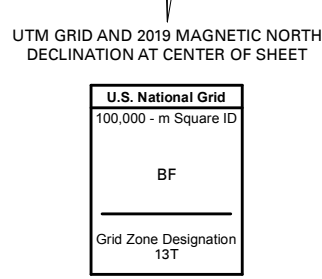 UTM GRID AND 2019 MAGNETIC NORTH
DECLINATION AT CENTER OF SHEET
U.S. National Grid
100,000 - m Square ID
BF
Grid Zone Designation
13T